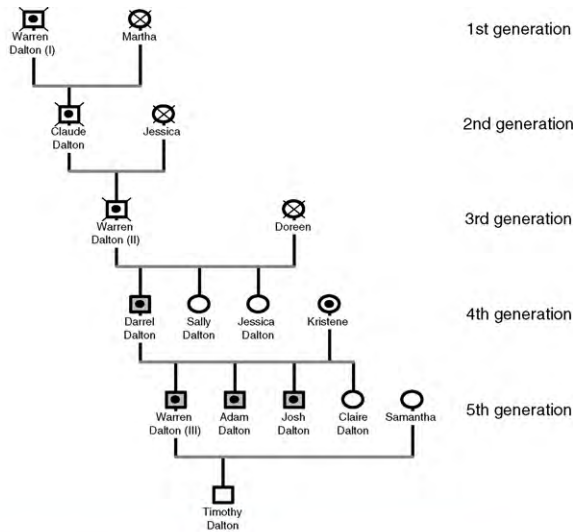 Warren
Dalton (I)
Martha
1st generation
Claude
Dalton
Jessica
2nd generation
Warren
Dalton (II)
Doreen
3rd generation
Darrel
Dalton
Sally
Dalton
Jessica
Dalton
Kristene
4th generation
Warren
Dalton (III)
Adam
Dalton
Josh
Dalton
Claire
Dalton
Samantha
5th generation
Timothy
Dalton